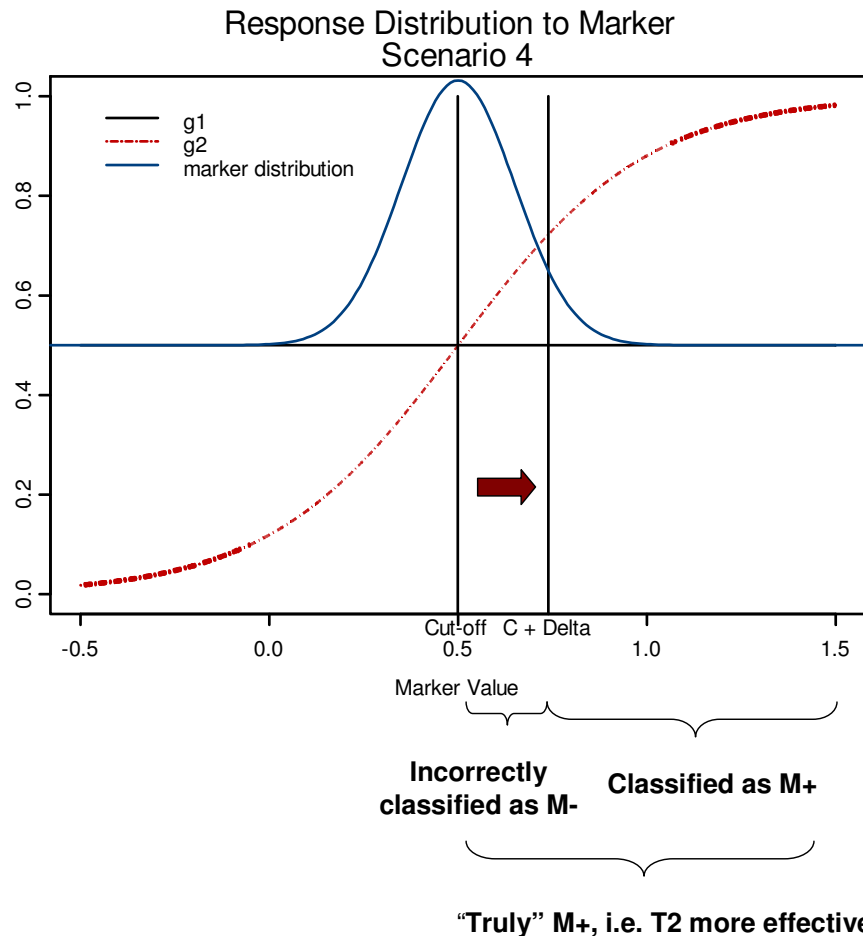 Response Distribution to Marker
Scenario 4
g1
g2
marker distribution
1.0
0.8
0.6
0.4
0.2
0.0
Cut-off C + Delta
-0.5 0.0 0.5 1.0 1.5
Marker Value
Incorrectly
classified as M-
Classified as M+
“Truly” M+, i.e. T2 more effective